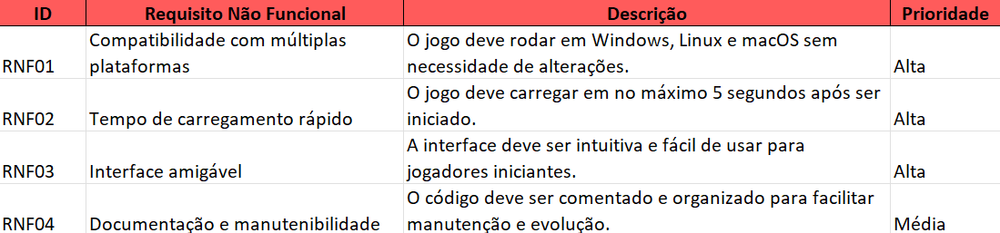 ID Requisito Não Funcional Descrição Prioridade
Compatibilidade com múltiplas O jogo deve rodar em Windows, Linux e macOS sem
RNF01 plataformas necessidade de alterações. Alta
O jogo deve carregar em no máximo 5 segundos após ser
RNF02 Tempo de carregamento rápido iniciado. Alta
A interface deve ser intuitiva e fácil de usar para
RNF03 Interface amigável jogadores iniciantes. Alta
O código deve ser comentado e organizado para facilitar
RNF04 Documentação e manutenibilidade manutenção e evolução. Média